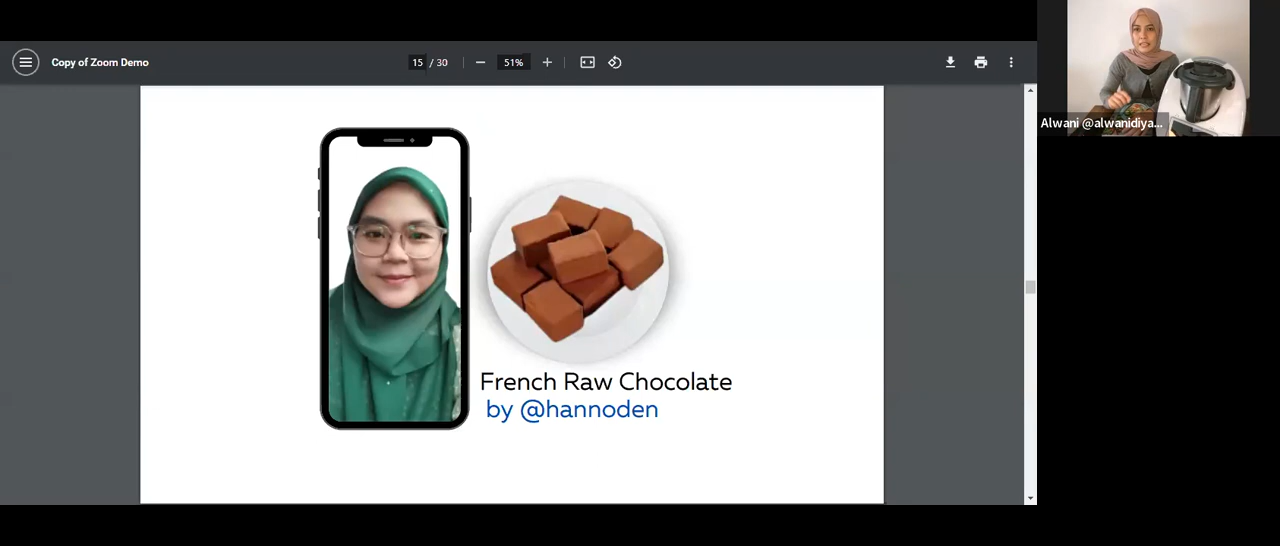 Copy of Zoom Demo
15 / 30
51%
Alwani @alwanidiya...
French Raw Chocolate
by @hannoden